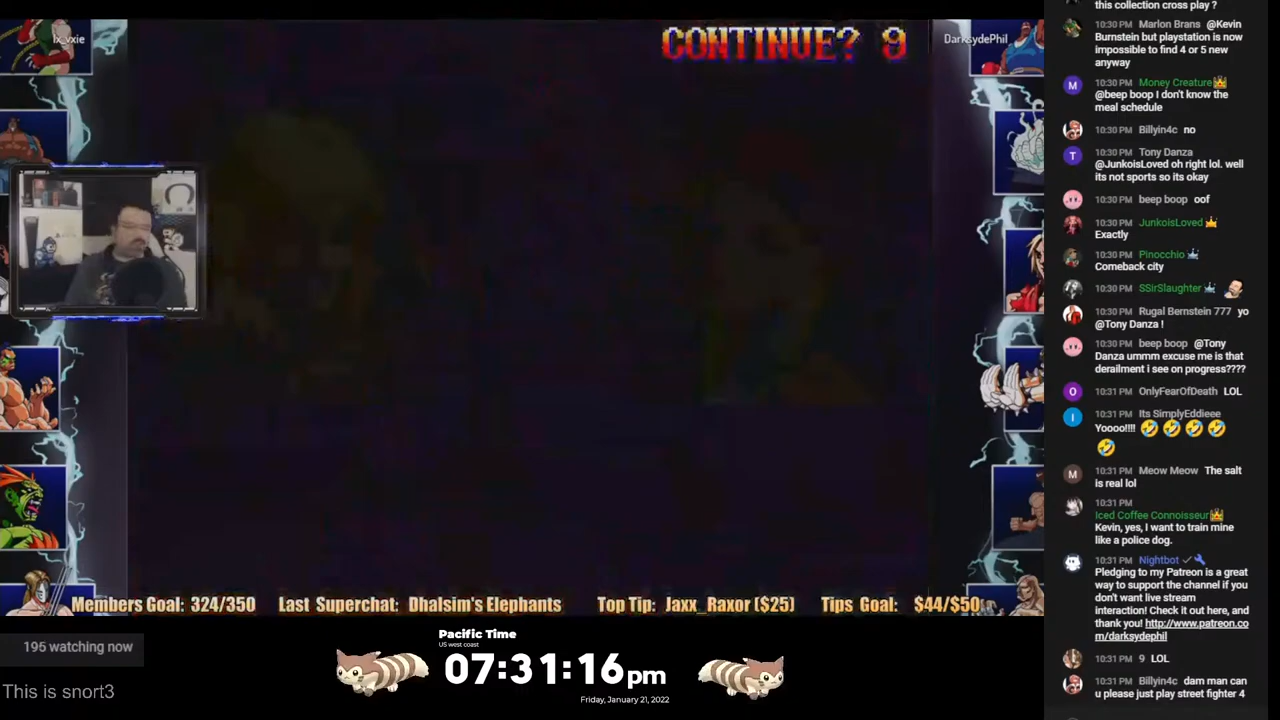 lx_vxie
CONTINUE? 9
DarksydePhil
Members Goal: 324/350
Last Superchat: Dhalsim's Elephants
Top Tip: Jaxx_Raxor ($25)
Tips Goal: $44/$50
195 watching now
This is snort3
Pacific Time
US west coast
07:31:16pm
Friday, January 21, 2022
this collection cross play ?
10:30 PM Marlon Brans @Kevin
Burnstein but playstation is now
impossible to find 4 or 5 new
anyway
M
10:30 PM Money Creature
@beep boop I don't know the
meal schedule
10:30 PM Billyin4c no
T
10:30 PM Tony Danza
@JunkoisLoved oh right lol. well
its not sports so its okay
10:30 PM beep boop oof
10:30 PM JunkoisLoved
Exactly
10:30 PM Pinocchio
Comeback city
10:30 PM SSirSlaughter
10:31 PM Rugal Bernstein 777 yo
@Tony Danza !
10:30 PM beep boop @Tony
Danza ummm excuse me is that
derailment i see on progress????
O
10:31 PM OnlyFearOfDeath LOL
I
10:31 PM Its SimplyEddieee
Yoooo!!!! 🤣 🤣 🤣 🤣
🤣
M
10:31 PM Meow Meow The salt
is real lol
10:31 PM
Iced Coffee Connoisseur
Kevin, yes, I want to train mine
like a police dog.
10:31 PM Nightbot
Pledging to my Patreon is a great
way to support the channel if you
don't want live stream
interaction! Check it out here, and
thank you! http://www.patreon.co
m/darksydephil
10:31 PM 9 LOL
10:31 PM Billyin4c dam man can
u please just play street fighter 4